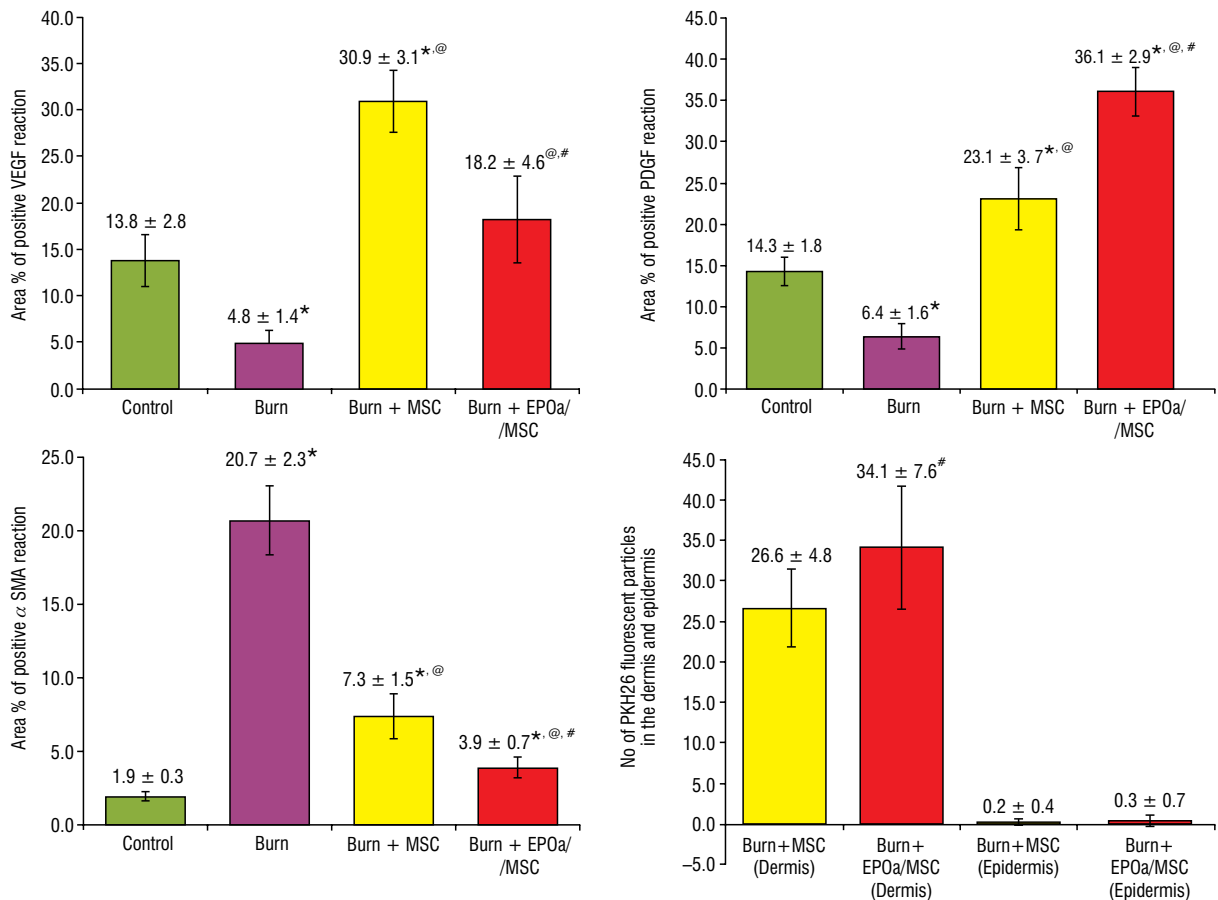 Area % of positive VEGF reaction
40.0
35.0
30.0
25.0
20.0
15.0
10.0
5.0
0.0
13.8 ± 2.8
4.8 ± 1.4*
30.9 ± 3.1*,@
18.2 ± 4.6@,#
Control
Burn
Burn + MSC
Burn + EPOa/
/MSC
Area % of positive PDGF reaction
45.0
40.0
35.0
30.0
25.0
20.0
15.0
10.0
5.0
0.0
14.3 ± 1.8
6.4 ± 1.6*
23.1 ± 3.7*,@
36.1 ± 2.9*,@,#
Control
Burn
Burn + MSC
Burn + EPOa/
/MSC
Area % of positive α SMA reaction
25.0
20.0
15.0
10.0
5.0
0.0
1.9 ± 0.3
20.7 ± 2.3*
7.3 ± 1.5*,@
3.9 ± 0.7*,@,#
Control
Burn
Burn + MSC
Burn + EPOa/
/MSC
No of PKH26 fluorescent particles
in the dermis and epidermis
45.0
40.0
35.0
30.0
25.0
20.0
15.0
10.0
5.0
0.0
–5.0
26.6 ± 4.8
34.1 ± 7.6#
0.2 ± 0.4
0.3 ± 0.7
Burn+MSC
(Dermis)
Burn+
EPOa/MSC
(Dermis)
Burn+MSC
(Epidermis)
Burn+
EPOa/MSC
(Epidermis)